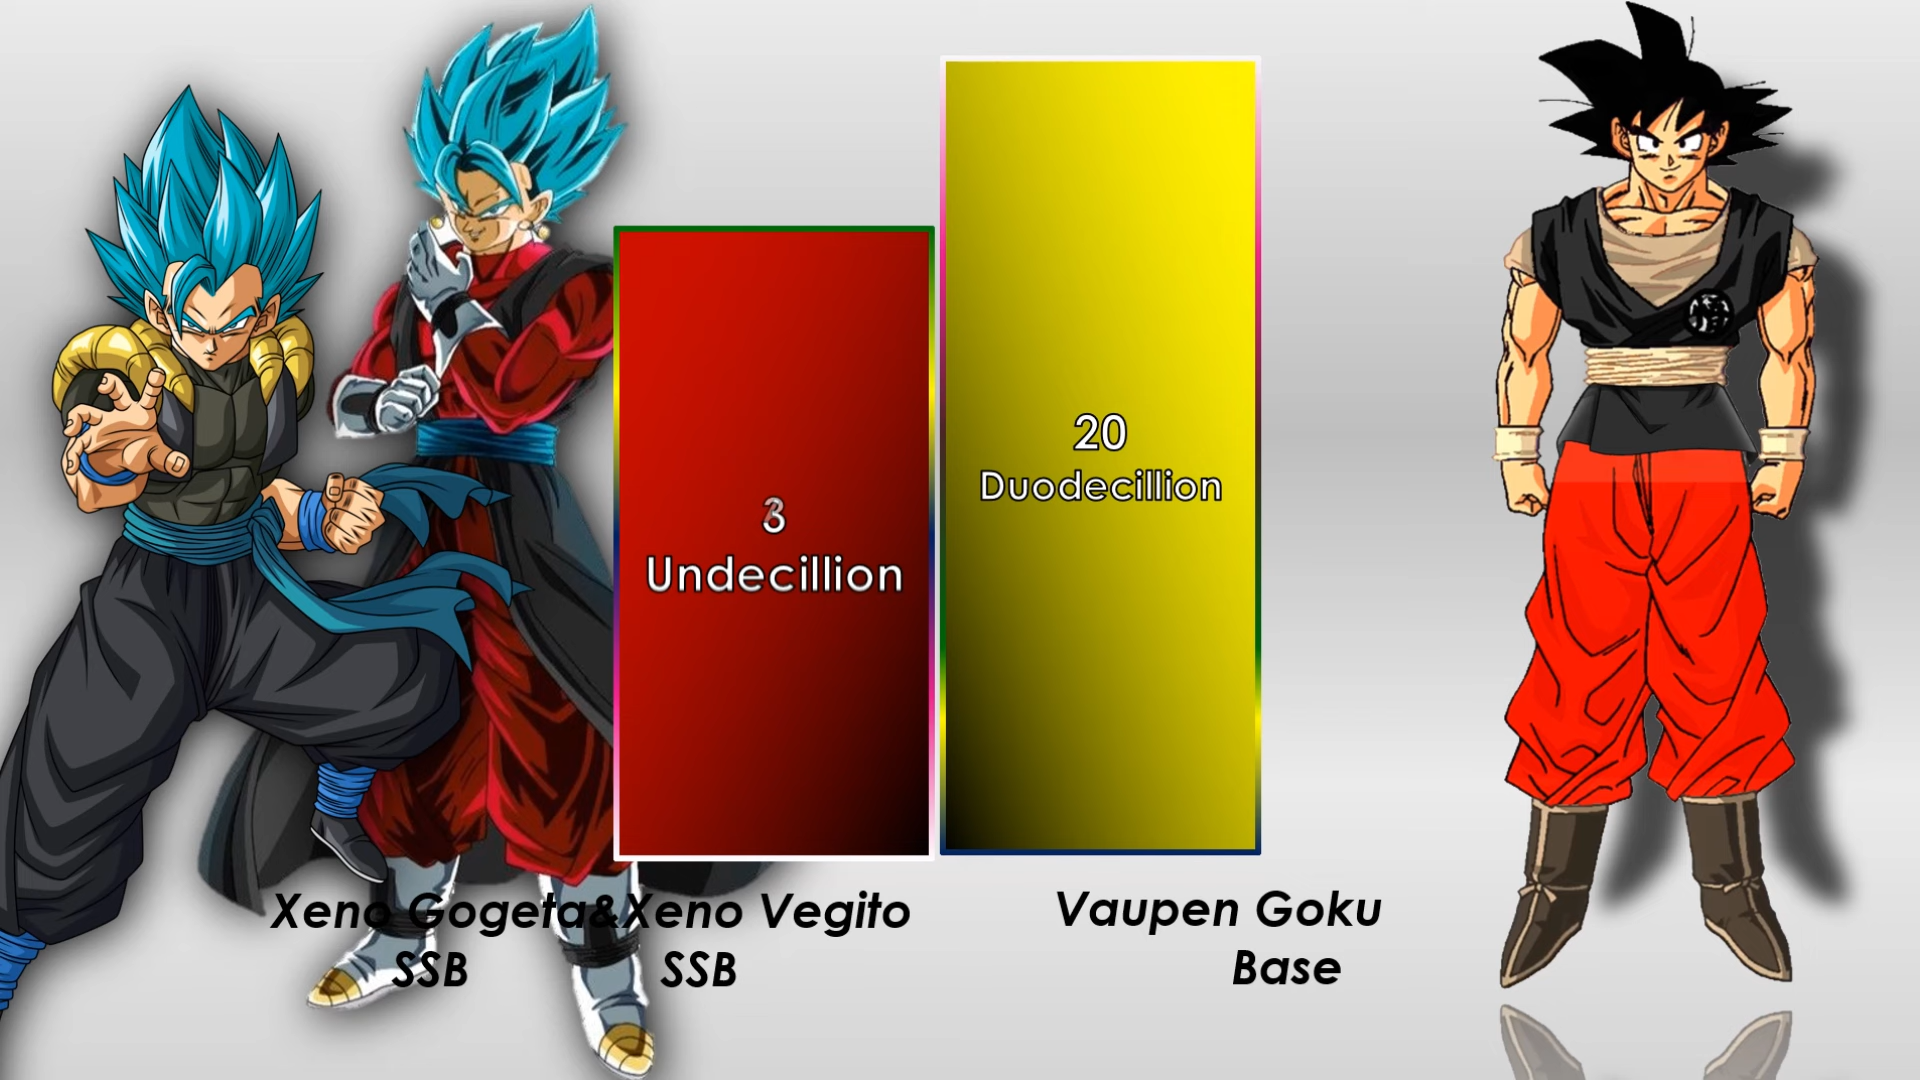 3
Undecillion
20
Duodecillion
Xeno Gogeta&Xeno Vegito
SSB SSB
Vaupen Goku
Base